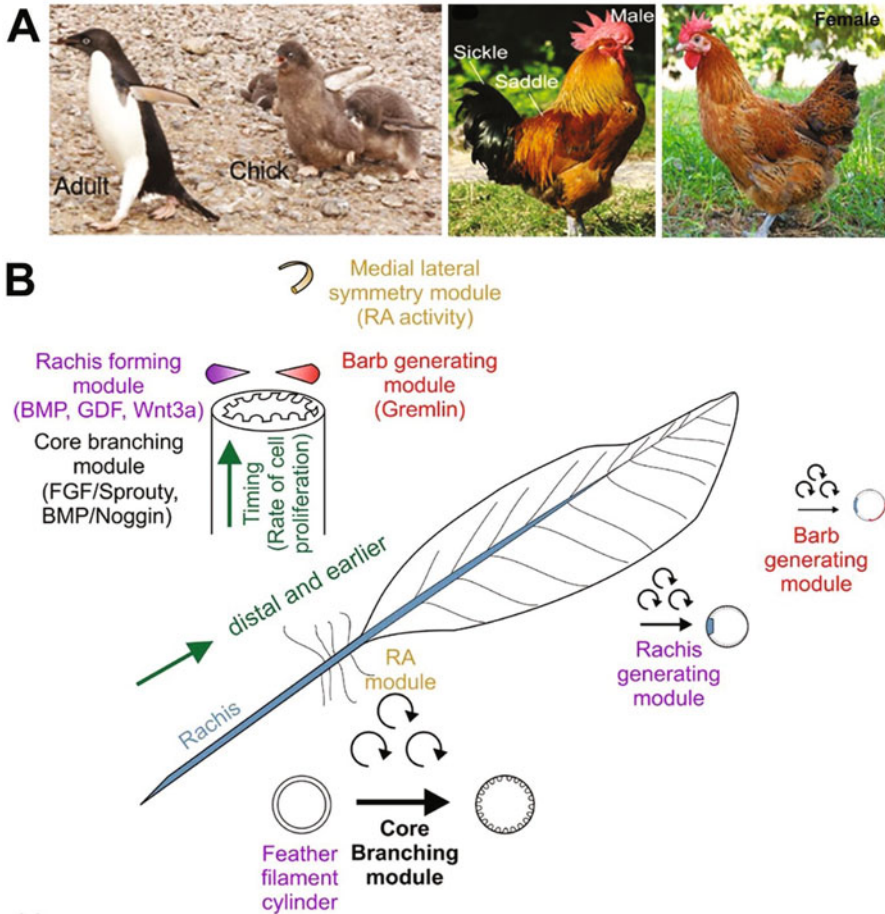 A
Adult
Chick
Sickle
Saddle
Male
Female
B
Medial lateral
symmetry module
(RA activity)
Rachis forming
module
(BMP, GDF, Wnt3a)
Barb generating
module
(Gremlin)
Core branching
module
(FGF/Sprouty,
BMP/Noggin)
Timing
(Rate of cell
proliferation)
distal and earlier
Barb
generating
module
Rachis
generating
module
RA
module
Rachis
Feather
filament
cylinder
Core
Branching
module